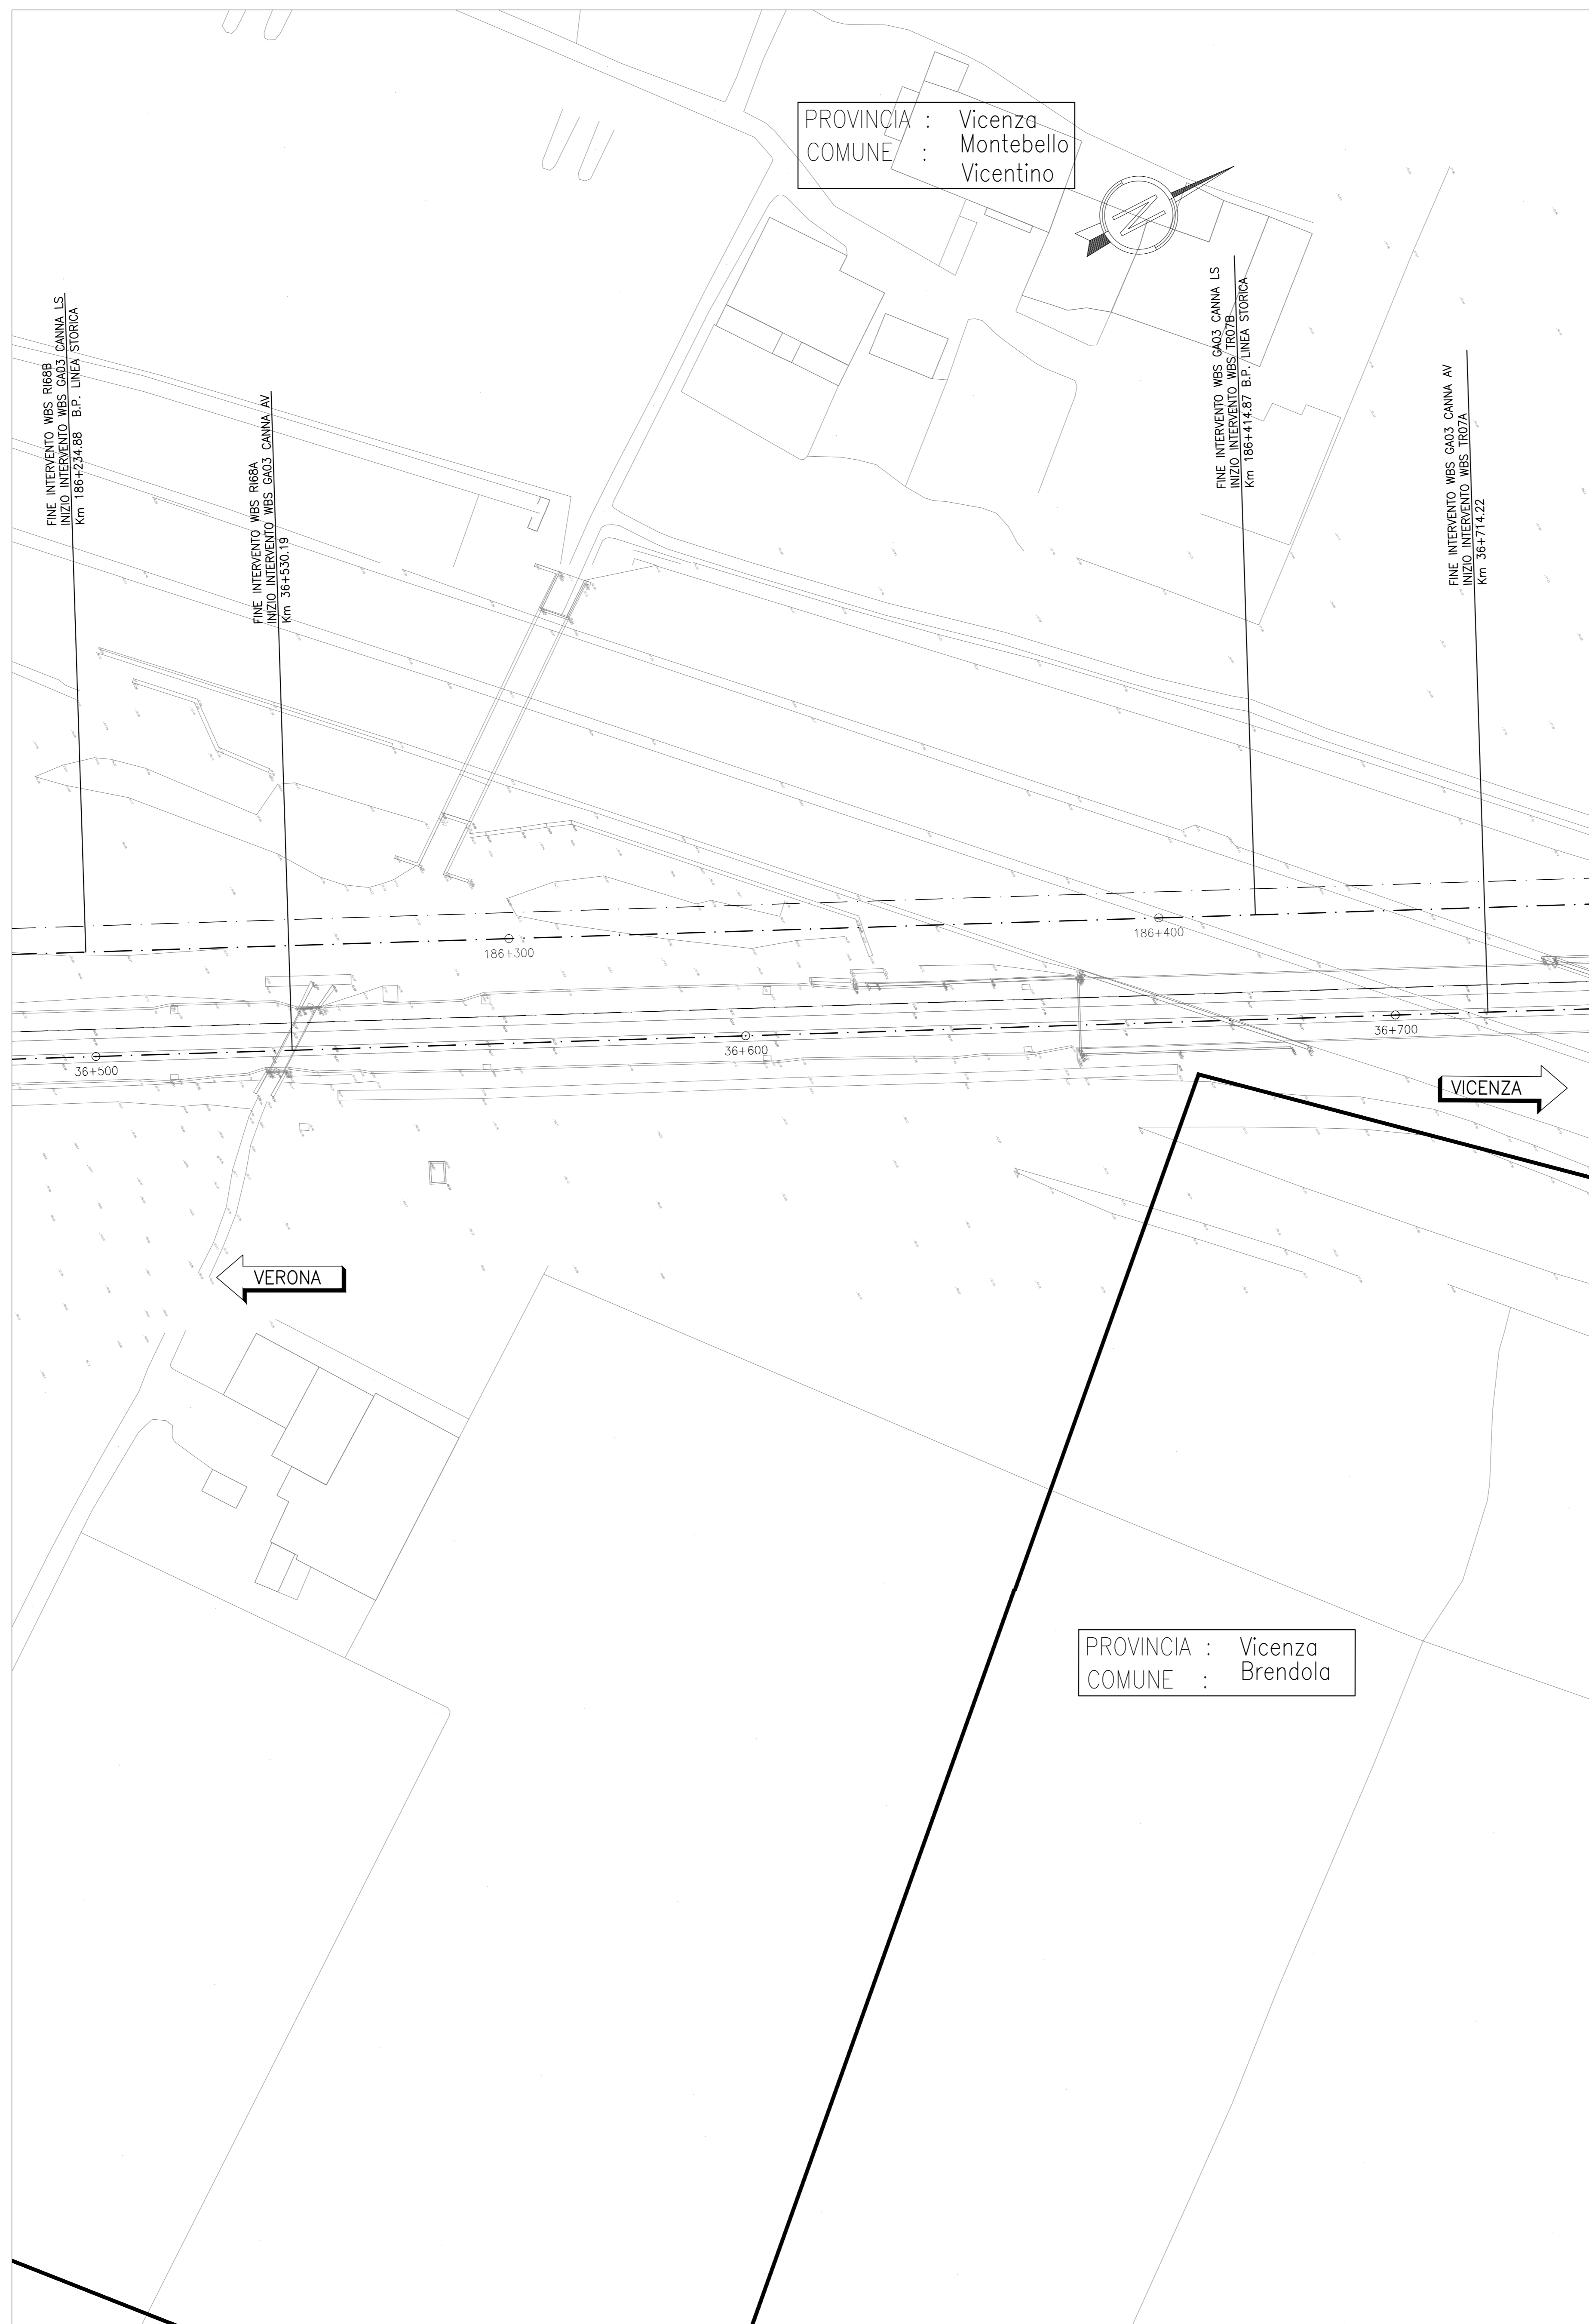 PROVINCIA : Vicenza
COMUNE : Montebello
Vicentino
N
FINE INTERVENTO WBS RI68B
INIZIO INTERVENTO WBS GA03 CANNA LS
Km 186+234.88 B.P. LINEA STORICA
FINE INTERVENTO WBS RI68A
INIZIO INTERVENTO WBS GA03 CANNA AV
Km 36+530.19
FINE INTERVENTO WBS GA03 CANNA LS
INIZIO INTERVENTO WBS TR07B
Km 186+414.87 B.P. LINEA STORICA
FINE INTERVENTO WBS GA03 CANNA AV
INIZIO INTERVENTO WBS TR07A
Km 36+714.22
186+300
186+400
36+500
36+600
36+700
VICENZA
VERONA
PROVINCIA : Vicenza
COMUNE : Brendola